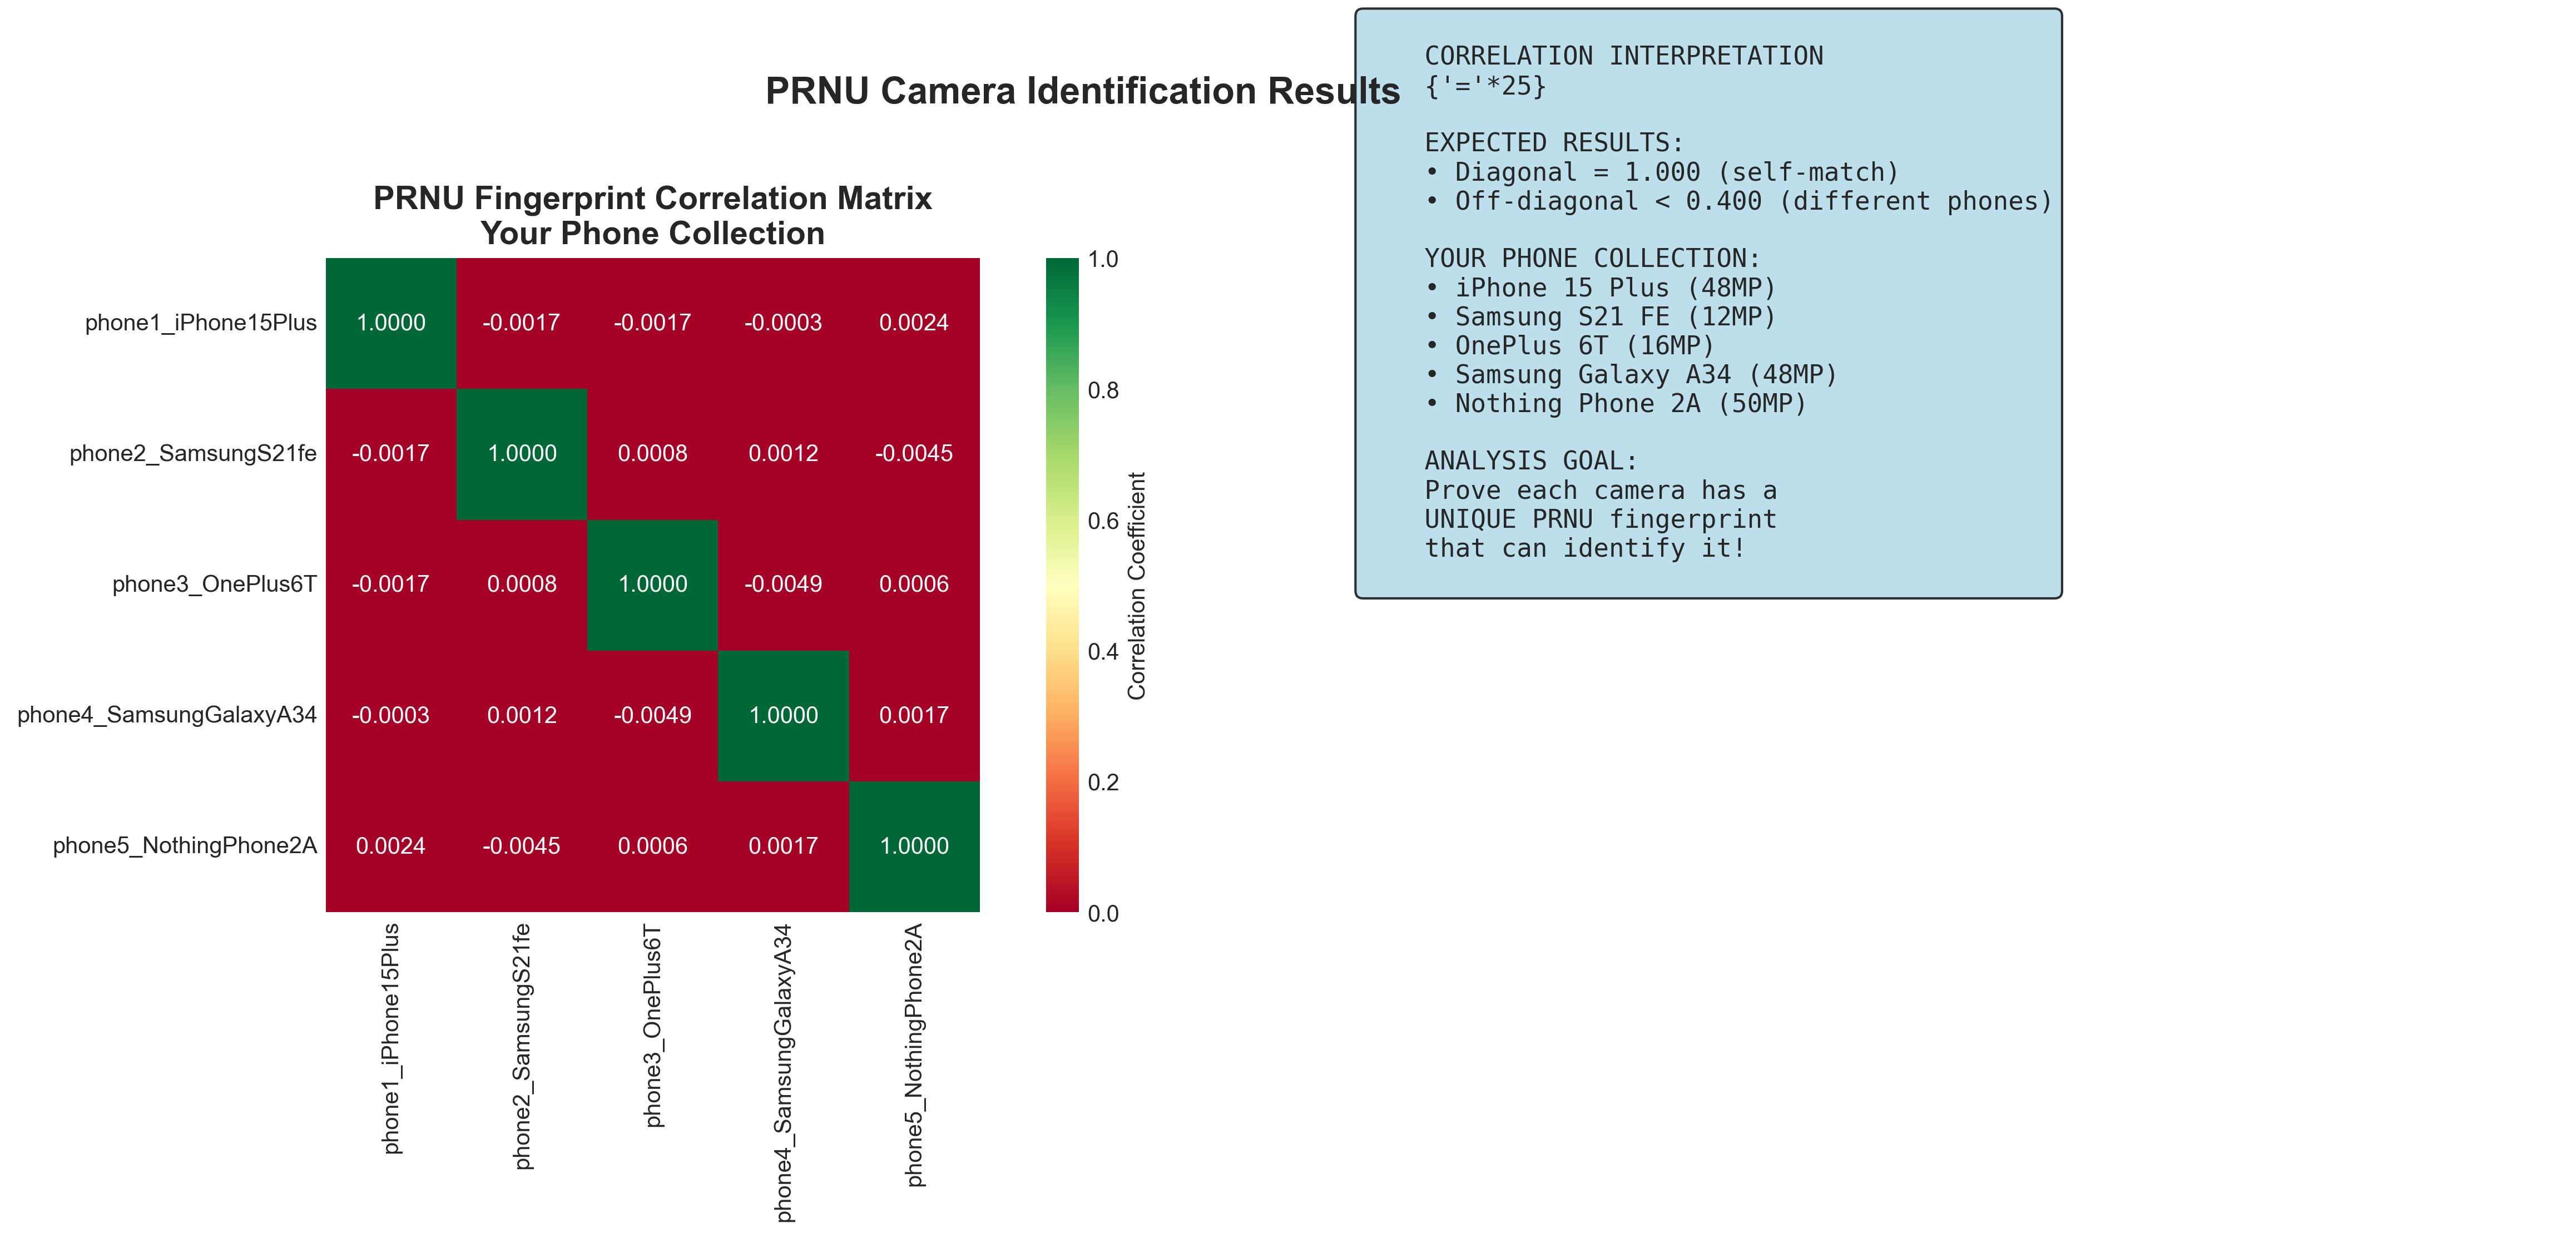 PRNU Camera Identification Results
PRNU Fingerprint Correlation Matrix
Your Phone Collection
phone1_iPhone15Plus 1.0000 -0.0017 -0.0017 -0.0003 0.0024
phone2_SamsungS21fe -0.0017 1.0000 0.0008 0.0012 -0.0045
phone3_OnePlus6T -0.0017 0.0008 1.0000 -0.0049 0.0006
phone4_SamsungGalaxyA34 -0.0003 0.0012 -0.0049 1.0000 0.0017
phone5_NothingPhone2A 0.0024 -0.0045 0.0006 0.0017 1.0000
phone1_iPhone15Plus
phone2_SamsungS21fe
phone3_OnePlus6T
phone4_SamsungGalaxyA34
phone5_NothingPhone2A
1.0
0.8
0.6
0.4
0.2
0.0
Correlation Coefficient
CORRELATION INTERPRETATION
{'='*25}
EXPECTED RESULTS:
• Diagonal = 1.000 (self-match)
• Off-diagonal < 0.400 (different phones)
YOUR PHONE COLLECTION:
• iPhone 15 Plus (48MP)
• Samsung S21 FE (12MP)
• OnePlus 6T (16MP)
• Samsung Galaxy A34 (48MP)
• Nothing Phone 2A (50MP)
ANALYSIS GOAL:
Prove each camera has a
UNIQUE PRNU fingerprint
that can identify it!